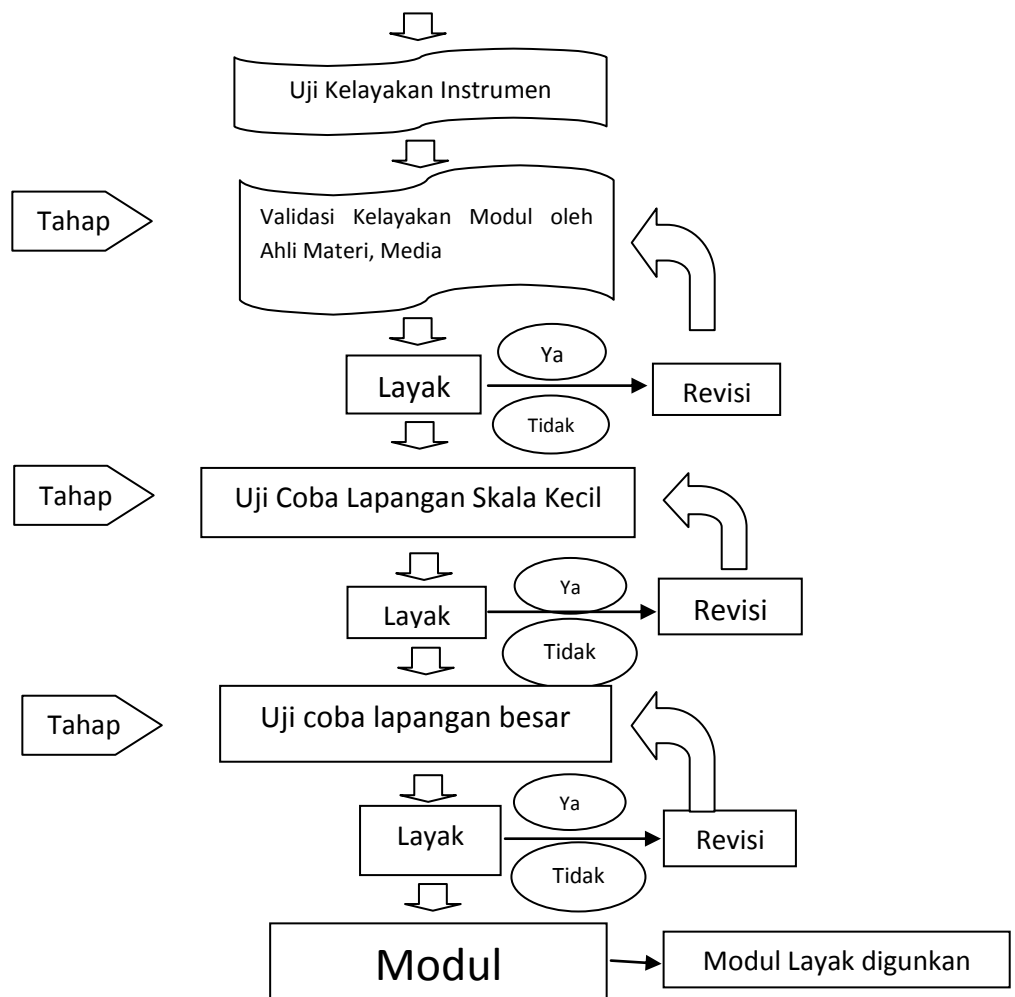 Uji Kelayakan Instrumen
Tahap
Validasi Kelayakan Modul oleh
Ahli Materi, Media
Ya
Layak
Revisi
Tidak
Tahap
Uji Coba Lapangan Skala Kecil
Ya
Layak
Revisi
Tidak
Tahap
Uji coba lapangan besar
Ya
Layak
Revisi
Tidak
Modul
Modul Layak digunkan